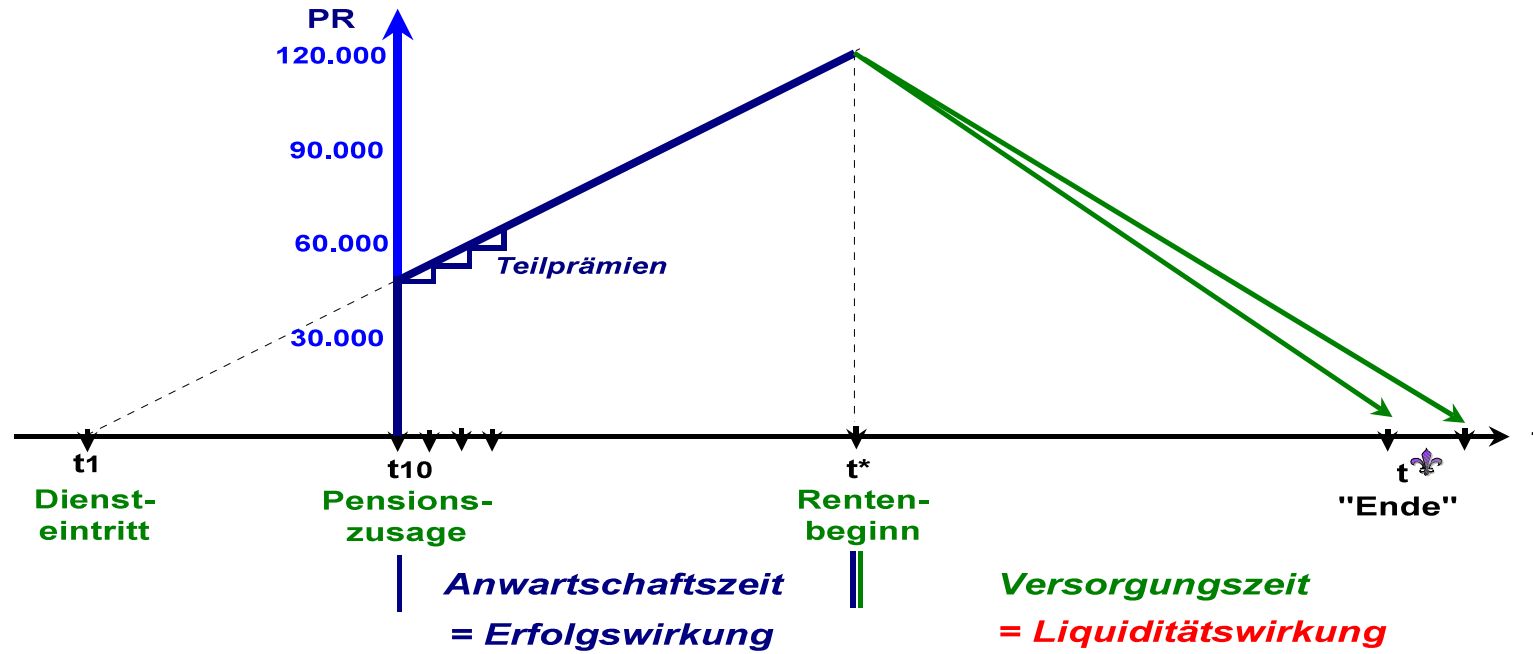 PR
120.000
90.000
60.000
Teilprämien
30.000
t1
t10
t*
t
Dienst-
eintritt
Pensions-
zusage
Renten-
beginn
"Ende"
Anwartschaftszeit
= Erfolgswirkung
Versorgungszeit
= Liquiditätswirkung